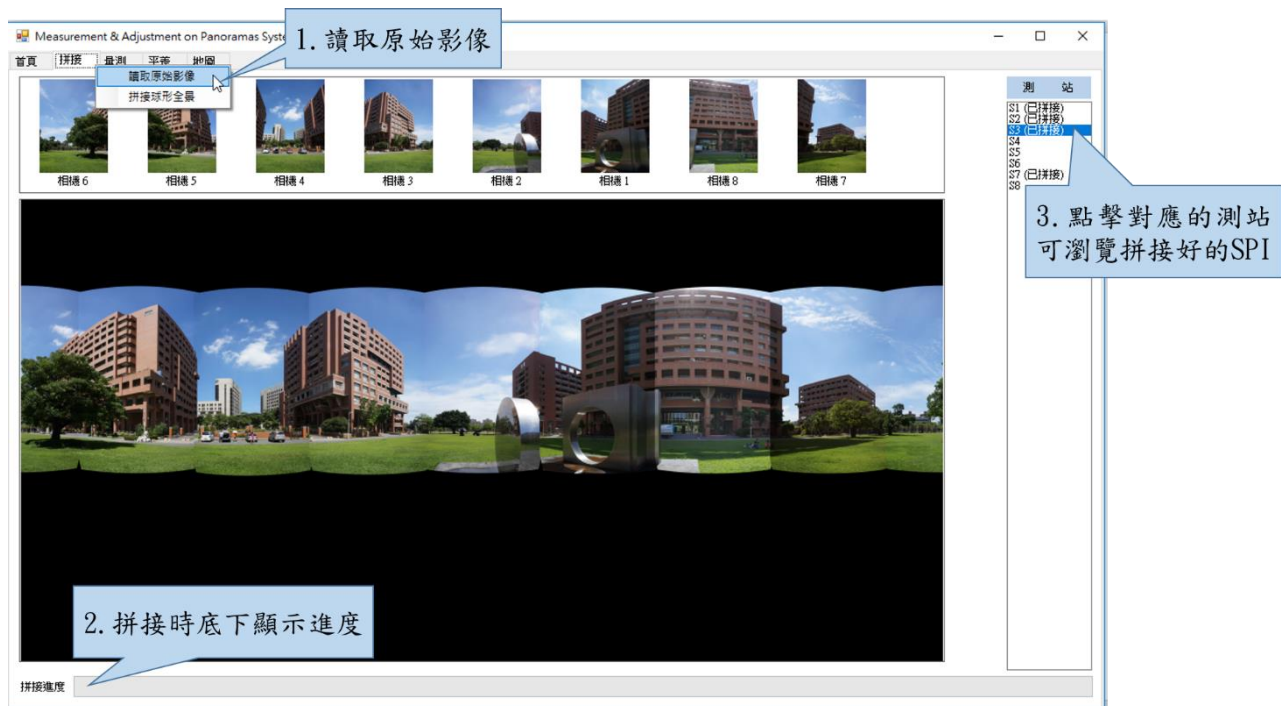 Measurement & Adjustment on Panoramas Syste
1. 讀取原始影像
首頁 拼接 量測 平差 地圖
讀取原始影像
拼接球形全景
相機 6 相機 5 相機 4 相機 3 相機 2 相機 1 相機 8 相機 7
測 站
S1 (已拼接)
S2 (已拼接)
S3 (已拼接)
S4
S5
S6
S7 (已拼接)
S8
3. 點擊對應的測站
可瀏覽拼接好的SPI
2. 拼接時底下顯示進度
拼接進度